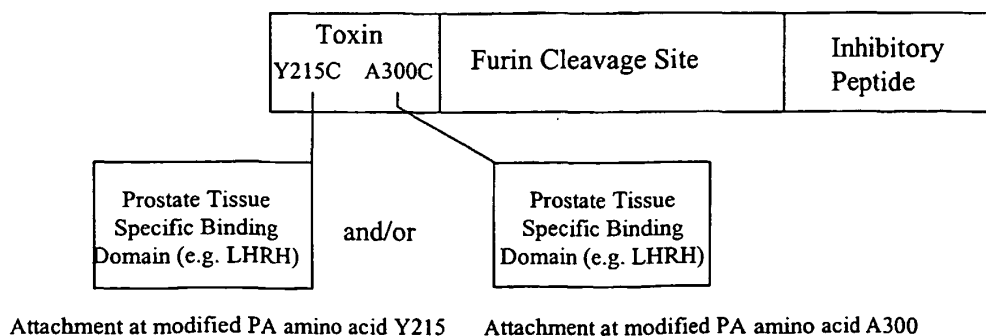 Toxin
Y215C A300C
Furin Cleavage Site
Inhibitory
Peptide
Prostate Tissue
Specific Binding
Domain (e.g. LHRH)
and/or
Prostate Tissue
Specific Binding
Domain (e.g. LHRH)
Attachment at modified PA amino acid Y215
Attachment at modified PA amino acid A300